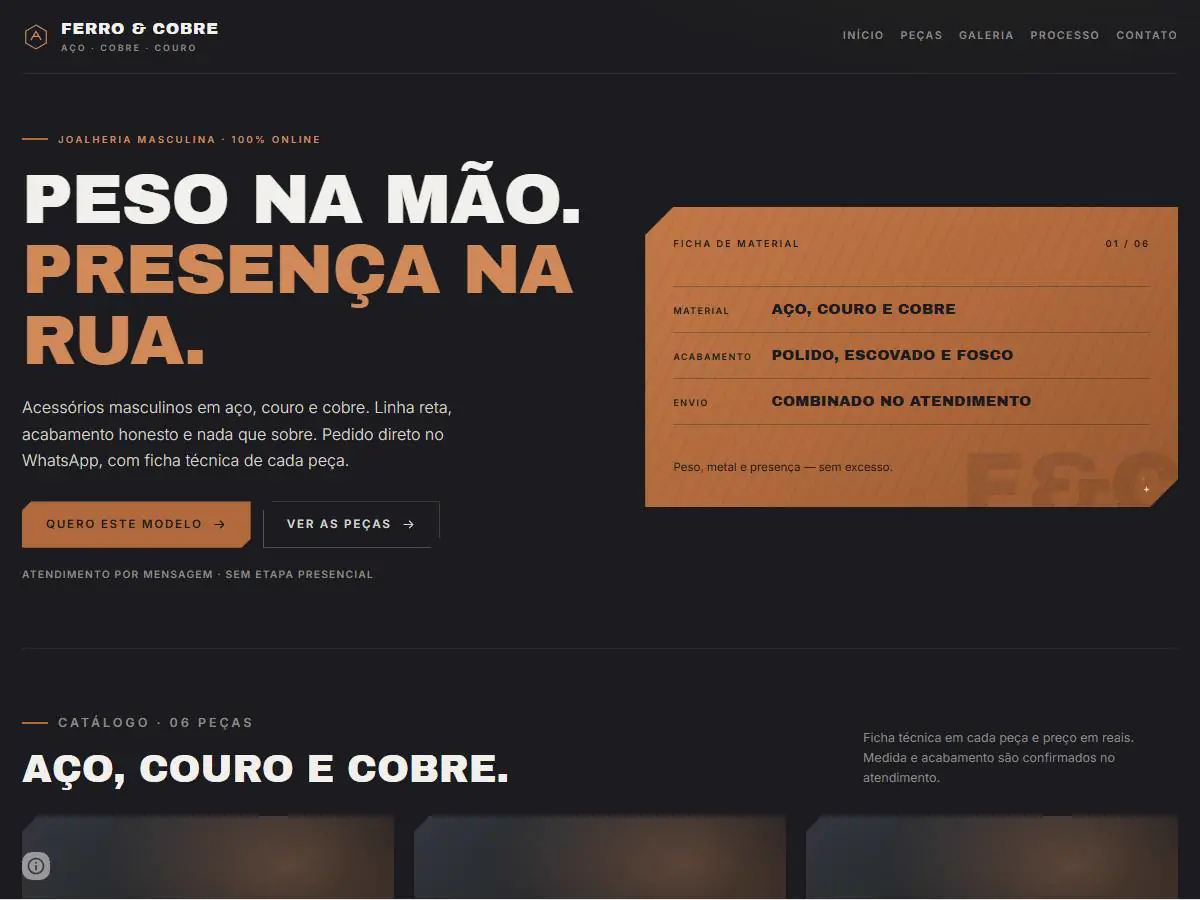 FERRO & COBRE
AÇO · COBRE · COURO
INÍCIO PEÇAS GALERIA PROCESSO CONTATO
JOALHERIA MASCULINA · 100% ONLINE
PESO NA MÃO.
PRESENÇA NA
RUA.
Acessórios masculinos em aço, couro e cobre. Linha reta,
acabamento honesto e nada que sobre. Pedido direto no
WhatsApp, com ficha técnica de cada peça.
QUERO ESTE MODELO →
VER AS PEÇAS →
ATENDIMENTO POR MENSAGEM · SEM ETAPA PRESENCIAL
FICHA DE MATERIAL 01 / 06
MATERIAL AÇO, COURO E COBRE
ACABAMENTO POLIDO, ESCOVADO E FOSCO
ENVIO COMBINADO NO ATENDIMENTO
Peso, metal e presença — sem excesso.
F&C
CATÁLOGO · 06 PEÇAS
AÇO, COURO E COBRE.
Ficha técnica em cada peça e preço em reais.
Medida e acabamento são confirmados no
atendimento.